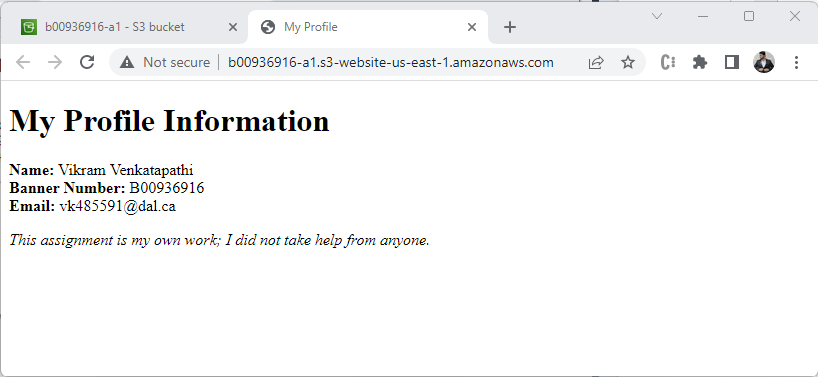 b00936916-a1 - S3 bucket
My Profile
Not secure
b00936916-a1.s3-website-us-east-1.amazonaws.com
My Profile Information
Name: Vikram Venkatapathi
Banner Number: B00936916
Email: vk485591@dal.ca
This assignment is my own work; I did not take help from anyone.